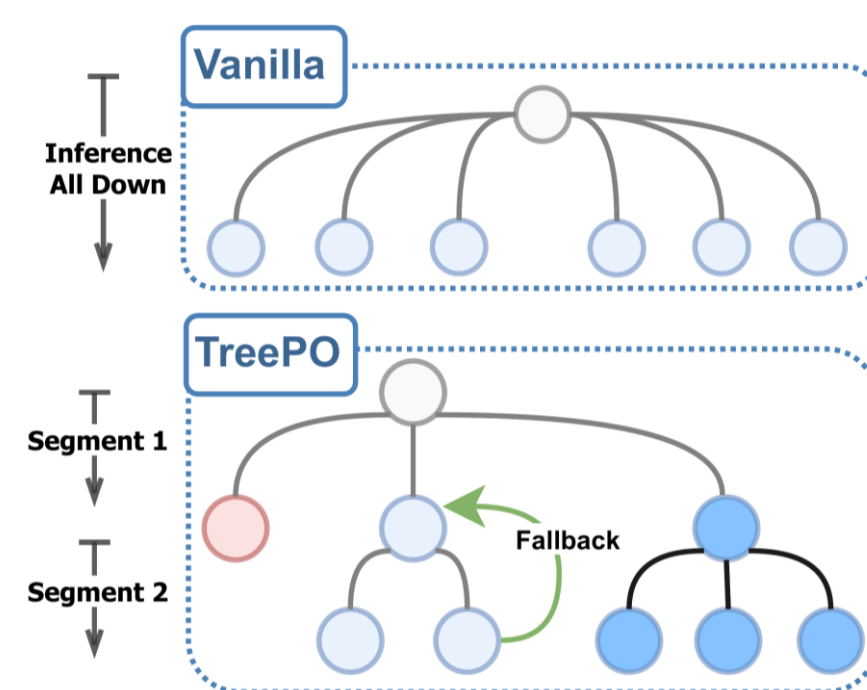 Vanilla
Inference
All Down
TreePO
Segment 1
Fallback
Segment 2